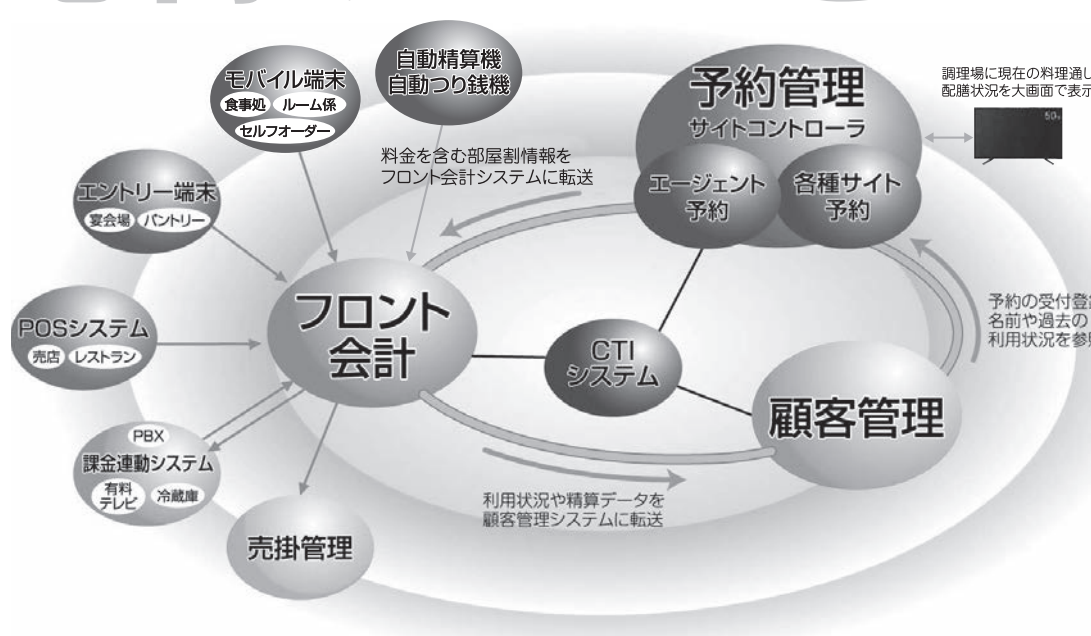 自動精算機
自動つり銭機
モバイル端末
食事処 ルーム係
セルフオーダー
予約管理
サイトコントローラ
エージェント
予約
各種サイト
予約
調理場に現在の料理通し
配膳状況を大画面で表示
料金を含む部屋割情報を
フロント会計システムに転送
エントリー端末
宴会場 パントリー
フロント
会計
POSシステム
売店 レストラン
CTI
システム
予約の受付登
名前や過去の
利用状況を参
顧客管理
PBX
課金連動システム
有料
テレビ
冷蔵庫
利用状況や精算データを
顧客管理システムに転送
売掛管理